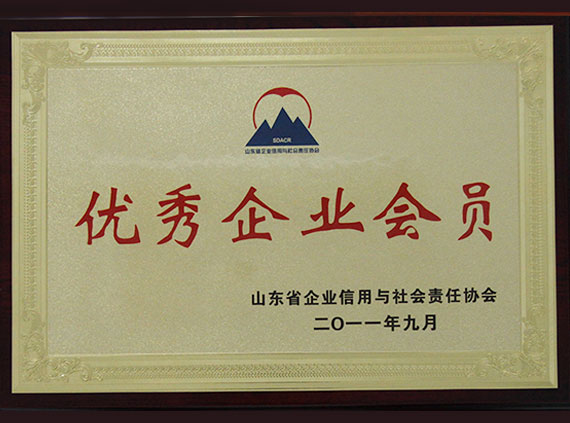 SDACR
山东省企业信用与社会责任协会
优秀企业会员
山东省企业信用与社会责任协会
二〇一一年九月